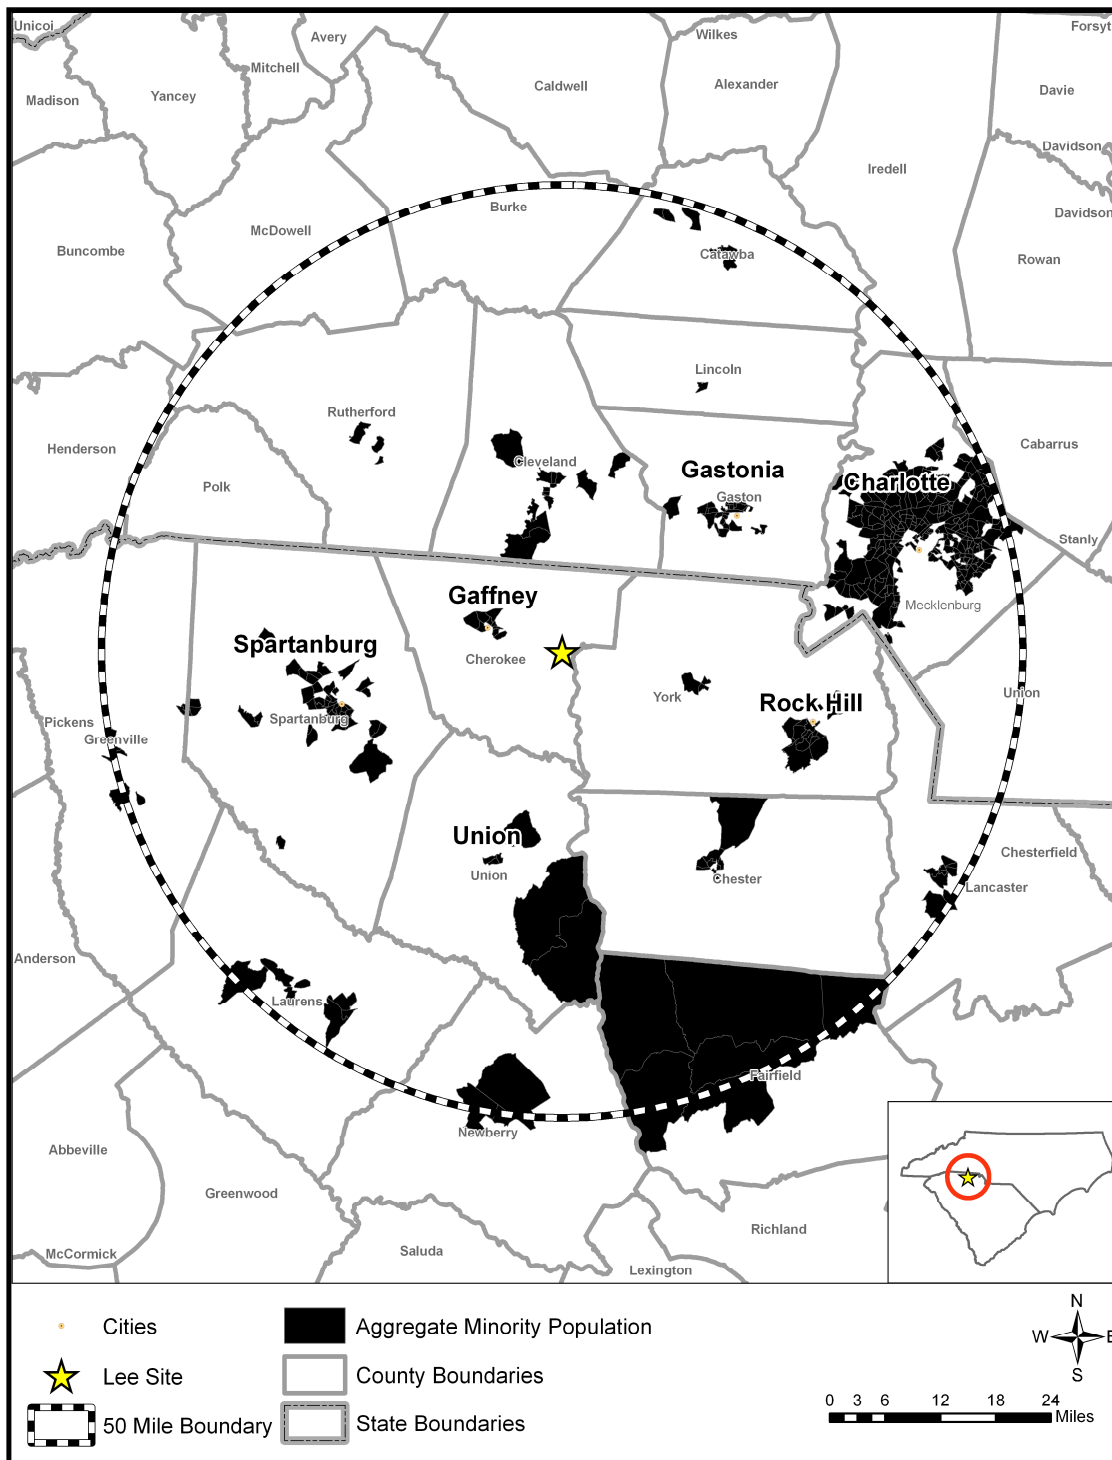 Unicoi
Avery
Wilkes
Forsyt
Mitchell
Caldwell
Alexander
Madison
Yancey
Davie
Davidson
Iredell
Burke
Davidson
McDowell
Buncombe
Catawba
Rowan
Lincoln
Rutherford
Henderson
Cabarrus
Cleveland
Gastonia
Charlotte
Polk
Gaston
Stanly
Gaffney
Mecklenburg
Spartanburg
Cherokee
York
Rock Hill
Union
Spartanburg
Pickens
Greenville
Union
Chesterfield
Union
Chester
Lancaster
Anderson
Laurens
Fairfield
Newberry
Abbeville
Greenwood
Richland
McCormick
Saluda
Lexington
Cities
Aggregate Minority Population
Lee Site
County Boundaries
50 Mile Boundary
State Boundaries
N
W E
S
0 3 6 12 18 24
Miles